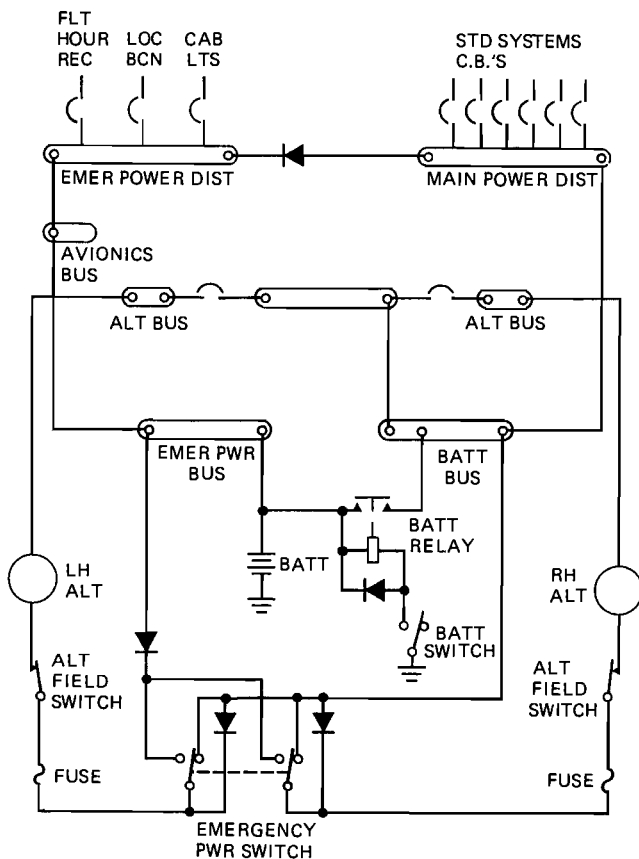 FLT
HOUR
REC
LOC
BCN
CAB
LTS
STD SYSTEMS
C.B.'S
EMER POWER DIST
MAIN POWER DIST
AVIONICS
BUS
ALT BUS
ALT BUS
EMER PWR
BUS
BATT
BUS
BATT
RELAY
BATT
LH
ALT
RH
ALT
BATT
SWITCH
ALT
FIELD
SWITCH
ALT
FIELD
SWITCH
FUSE
FUSE
EMERGENCY
PWR SWITCH